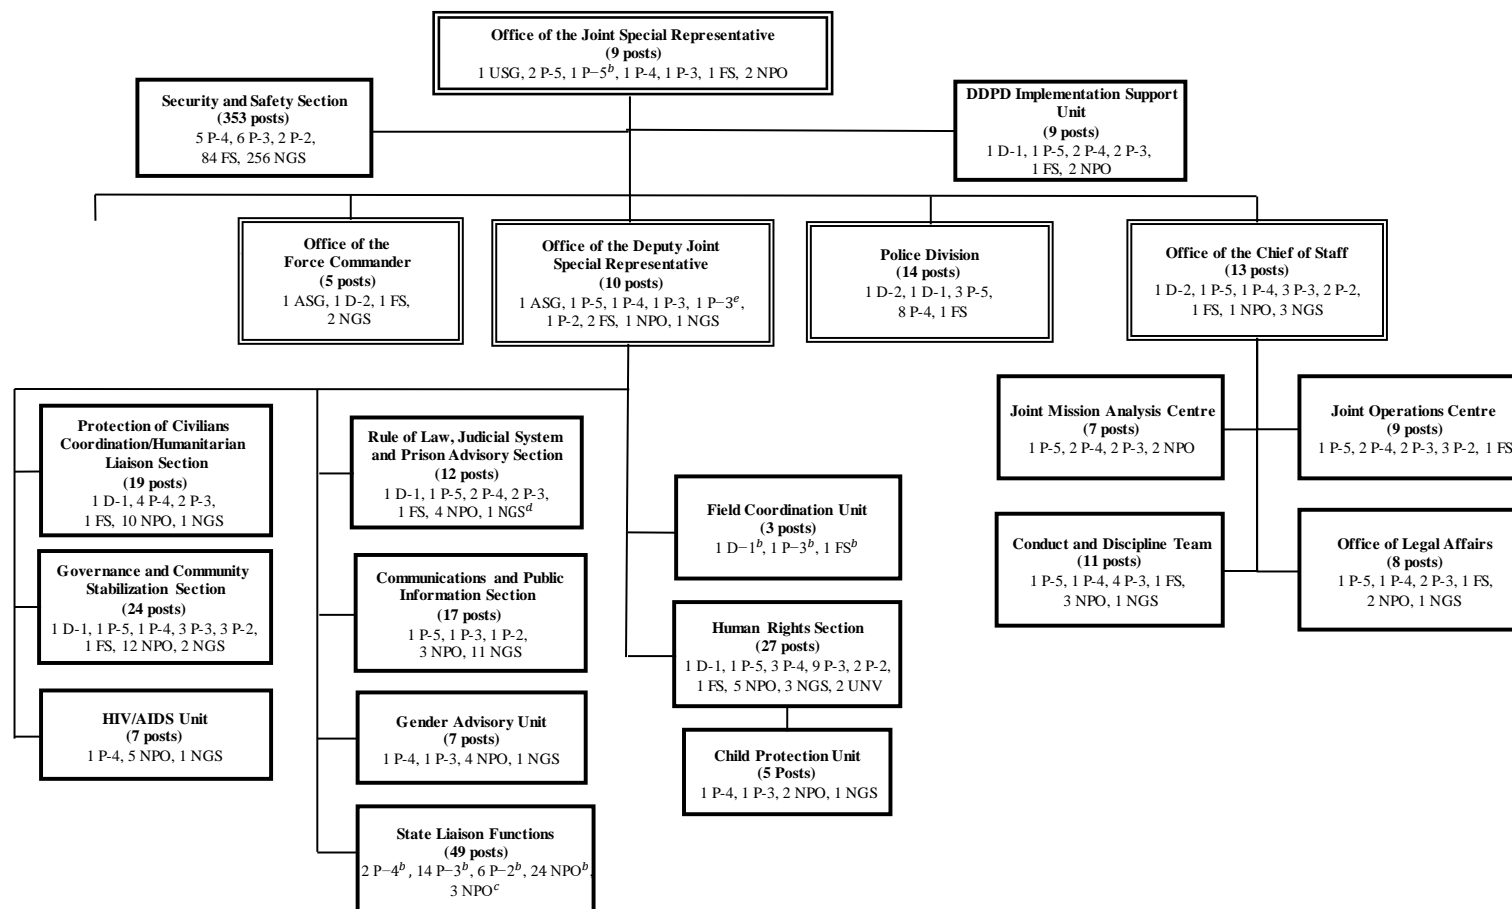 Office of the Joint Special Representative
(9 posts)
1 USG, 2 P-5, 1 P−5ᵇ, 1 P-4, 1 P-3, 1 FS, 2 NPO
Security and Safety Section
(353 posts)
5 P-4, 6 P-3, 2 P-2,
84 FS, 256 NGS
DDPD Implementation Support
Unit
(9 posts)
1 D-1, 1 P-5, 2 P-4, 2 P-3,
1 FS, 2 NPO
Office of the
Force Commander
(5 posts)
1 ASG, 1 D-2, 1 FS,
2 NGS
Office of the Deputy Joint
Special Representative
(10 posts)
1 ASG, 1 P-5, 1 P-4, 1 P-3, 1 P−3ᵉ,
1 P-2, 2 FS, 1 NPO, 1 NGS
Police Division
(14 posts)
1 D-2, 1 D-1, 3 P-5,
8 P-4, 1 FS
Office of the Chief of Staff
(13 posts)
1 D-2, 1 P-5, 1 P-4, 3 P-3, 2 P-2,
1 FS, 1 NPO, 3 NGS
Protection of Civilians
Coordination/Humanitarian
Liaison Section
(19 posts)
1 D-1, 4 P-4, 2 P-3,
1 FS, 10 NPO, 1 NGS
Governance and Community
Stabilization Section
(24 posts)
1 D-1, 1 P-5, 1 P-4, 3 P-3, 3 P-2,
1 FS, 12 NPO, 2 NGS
HIV/AIDS Unit
(7 posts)
1 P-4, 5 NPO, 1 NGS
Rule of Law, Judicial System
and Prison Advisory Section
(12 posts)
1 D-1, 1 P-5, 2 P-4, 2 P-3,
1 FS, 4 NPO, 1 NGSᵈ
Communications and Public
Information Section
(17 posts)
1 P-5, 1 P-3, 1 P-2,
3 NPO, 11 NGS
Gender Advisory Unit
(7 posts)
1 P-4, 1 P-3, 4 NPO, 1 NGS
State Liaison Functions
(49 posts)
2 P−4ᵇ, 14 P−3ᵇ, 6 P−2ᵇ, 24 NPOᵇ,
3 NPOᶜ
Field Coordination Unit
(3 posts)
1 D−1ᵇ, 1 P−3ᵇ, 1 FSᵇ
Human Rights Section
(27 posts)
1 D-1, 1 P-5, 3 P-4, 9 P-3, 2 P-2,
1 FS, 5 NPO, 3 NGS, 2 UNV
Child Protection Unit
(5 Posts)
1 P-4, 1 P-3, 2 NPO, 1 NGS
Joint Mission Analysis Centre
(7 posts)
1 P-5, 2 P-4, 2 P-3, 2 NPO
Joint Operations Centre
(9 posts)
1 P-5, 2 P-4, 2 P-3, 3 P-2, 1 FS
Conduct and Discipline Team
(11 posts)
1 P-5, 1 P-4, 4 P-3, 1 FS,
3 NPO, 1 NGS
Office of Legal Affairs
(8 posts)
1 P-5, 1 P-4, 2 P-3, 1 FS,
2 NPO, 1 NGS